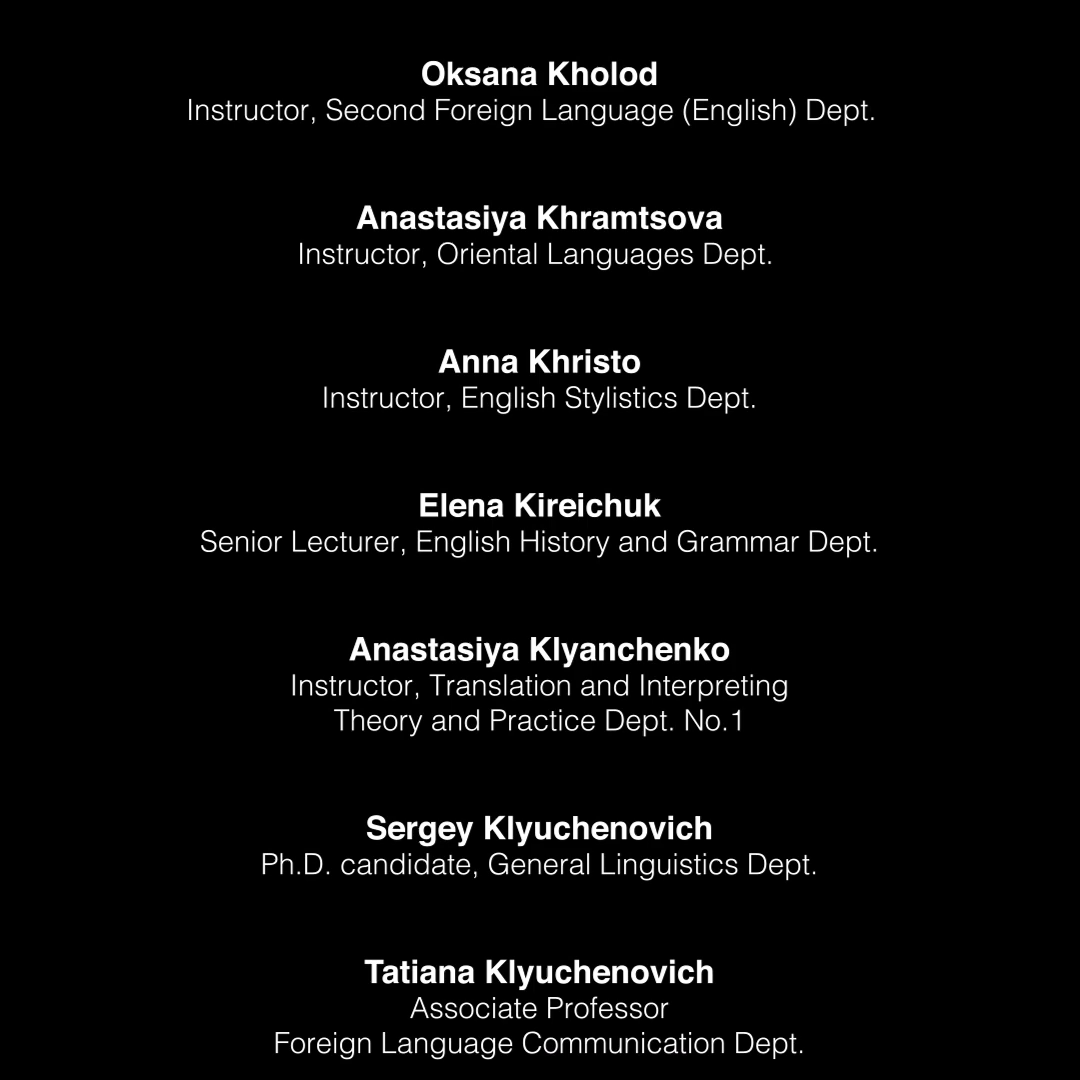 Oksana Kholod
Instructor, Second Foreign Language (English) Dept.
Anastasiya Khramtsova
Instructor, Oriental Languages Dept.
Anna Khristo
Instructor, English Stylistics Dept.
Elena Kireichuk
Senior Lecturer, English History and Grammar Dept.
Anastasiya Klyanchenko
Instructor, Translation and Interpreting
Theory and Practice Dept. No.1
Sergey Klyuchenovich
Ph.D. candidate, General Linguistics Dept.
Tatiana Klyuchenovich
Associate Professor
Foreign Language Communication Dept.